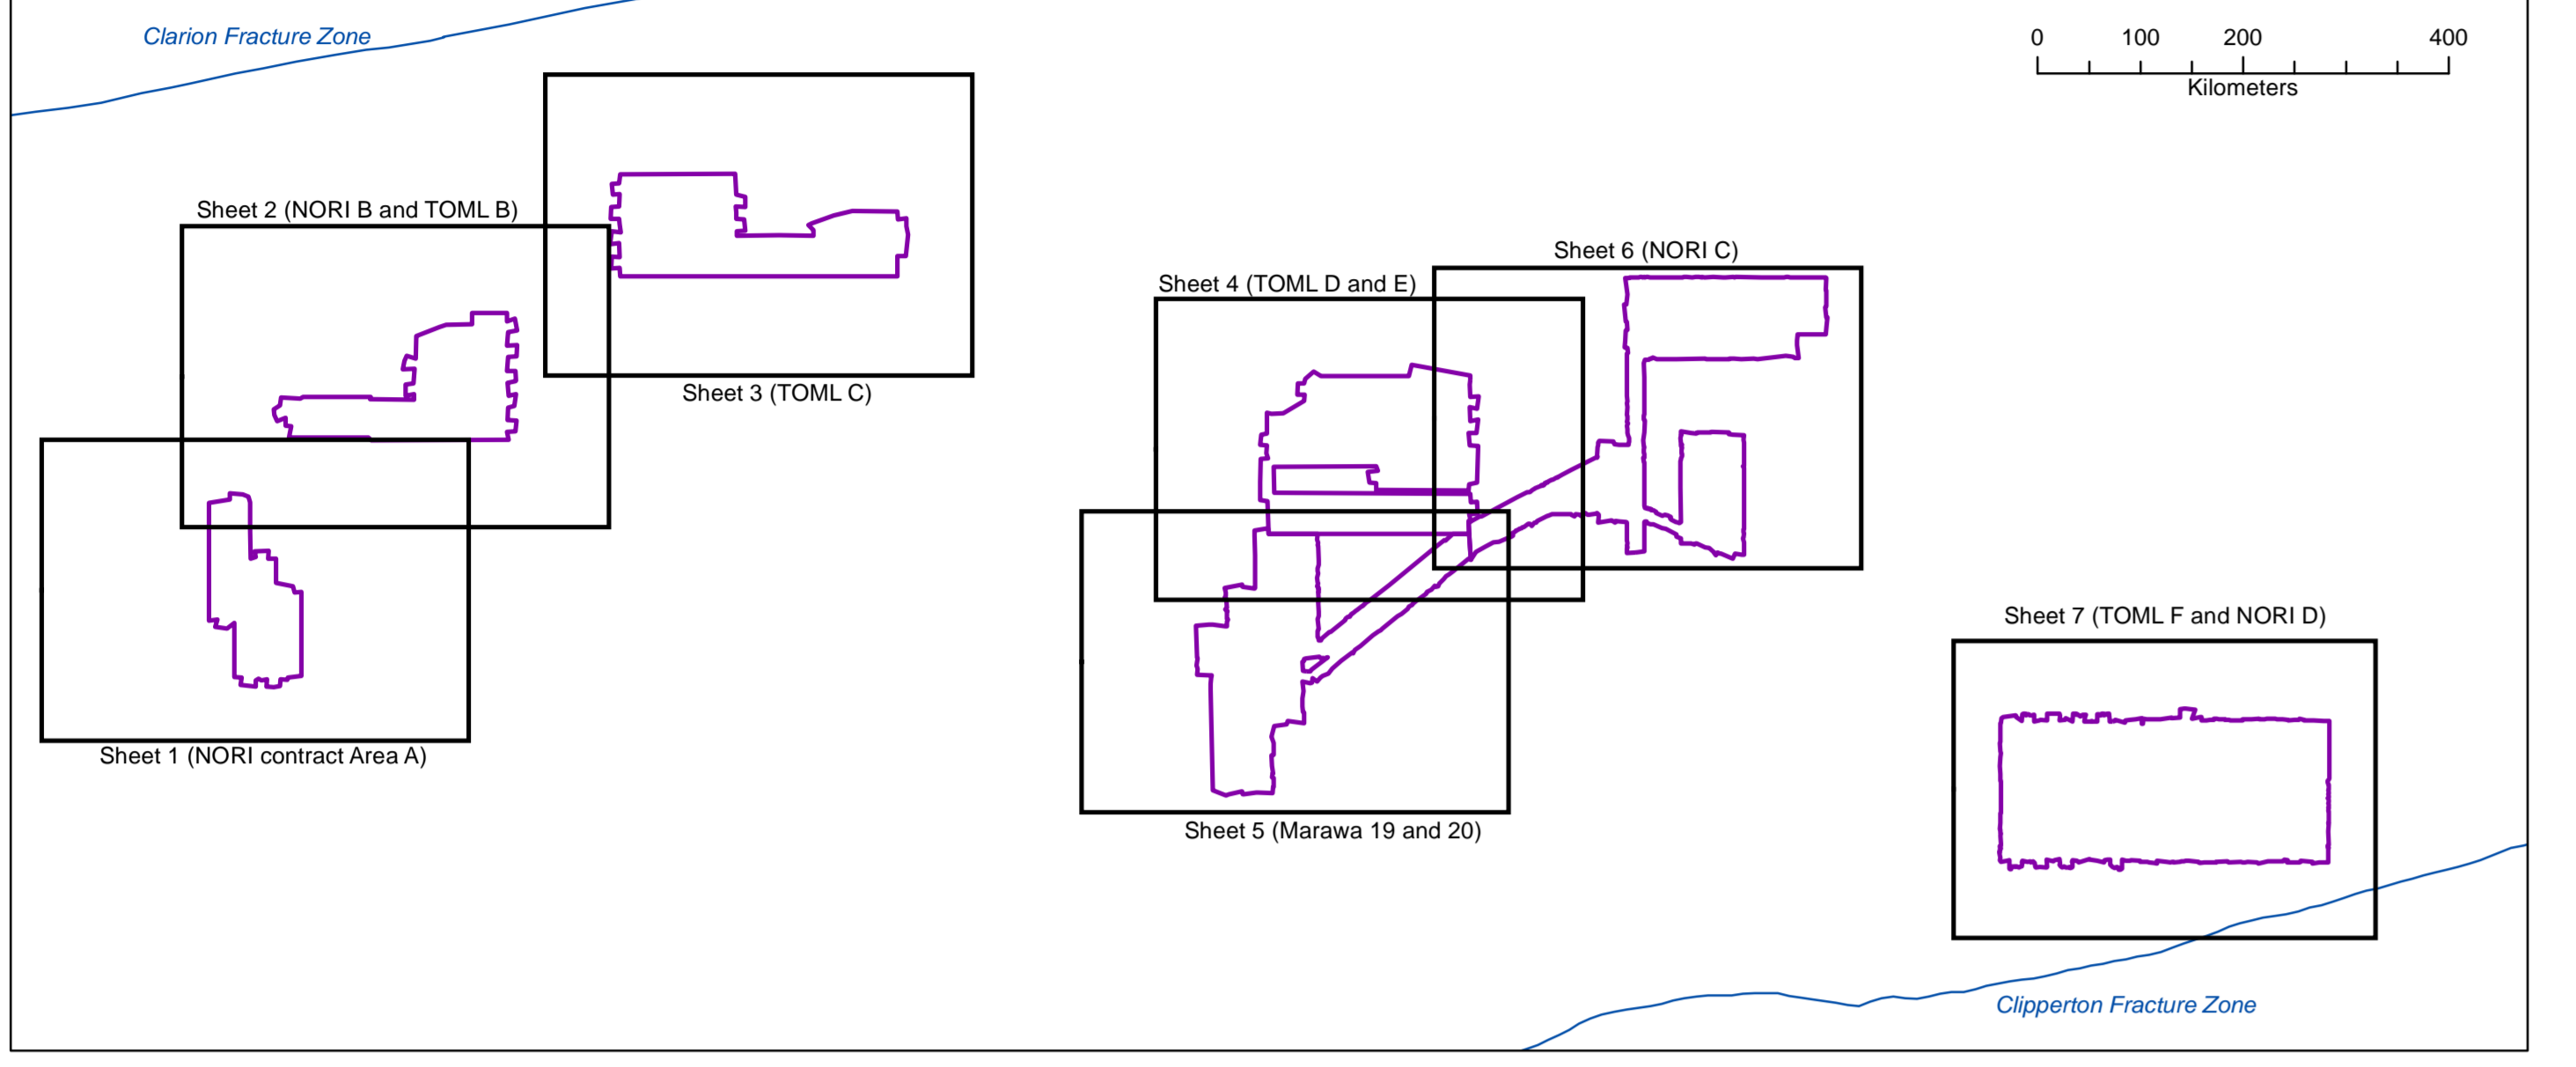 Clarion Fracture Zone
0 100 200 400
Kilometers
Sheet 2 (NORI B and TOML B)
Sheet 3 (TOML C)
Sheet 6 (NORI C)
Sheet 4 (TOML D and E)
Sheet 7 (TOML F and NORI D)
Sheet 1 (NORI contract Area A)
Sheet 5 (Marawa 19 and 20)
Clipperton Fracture Zone